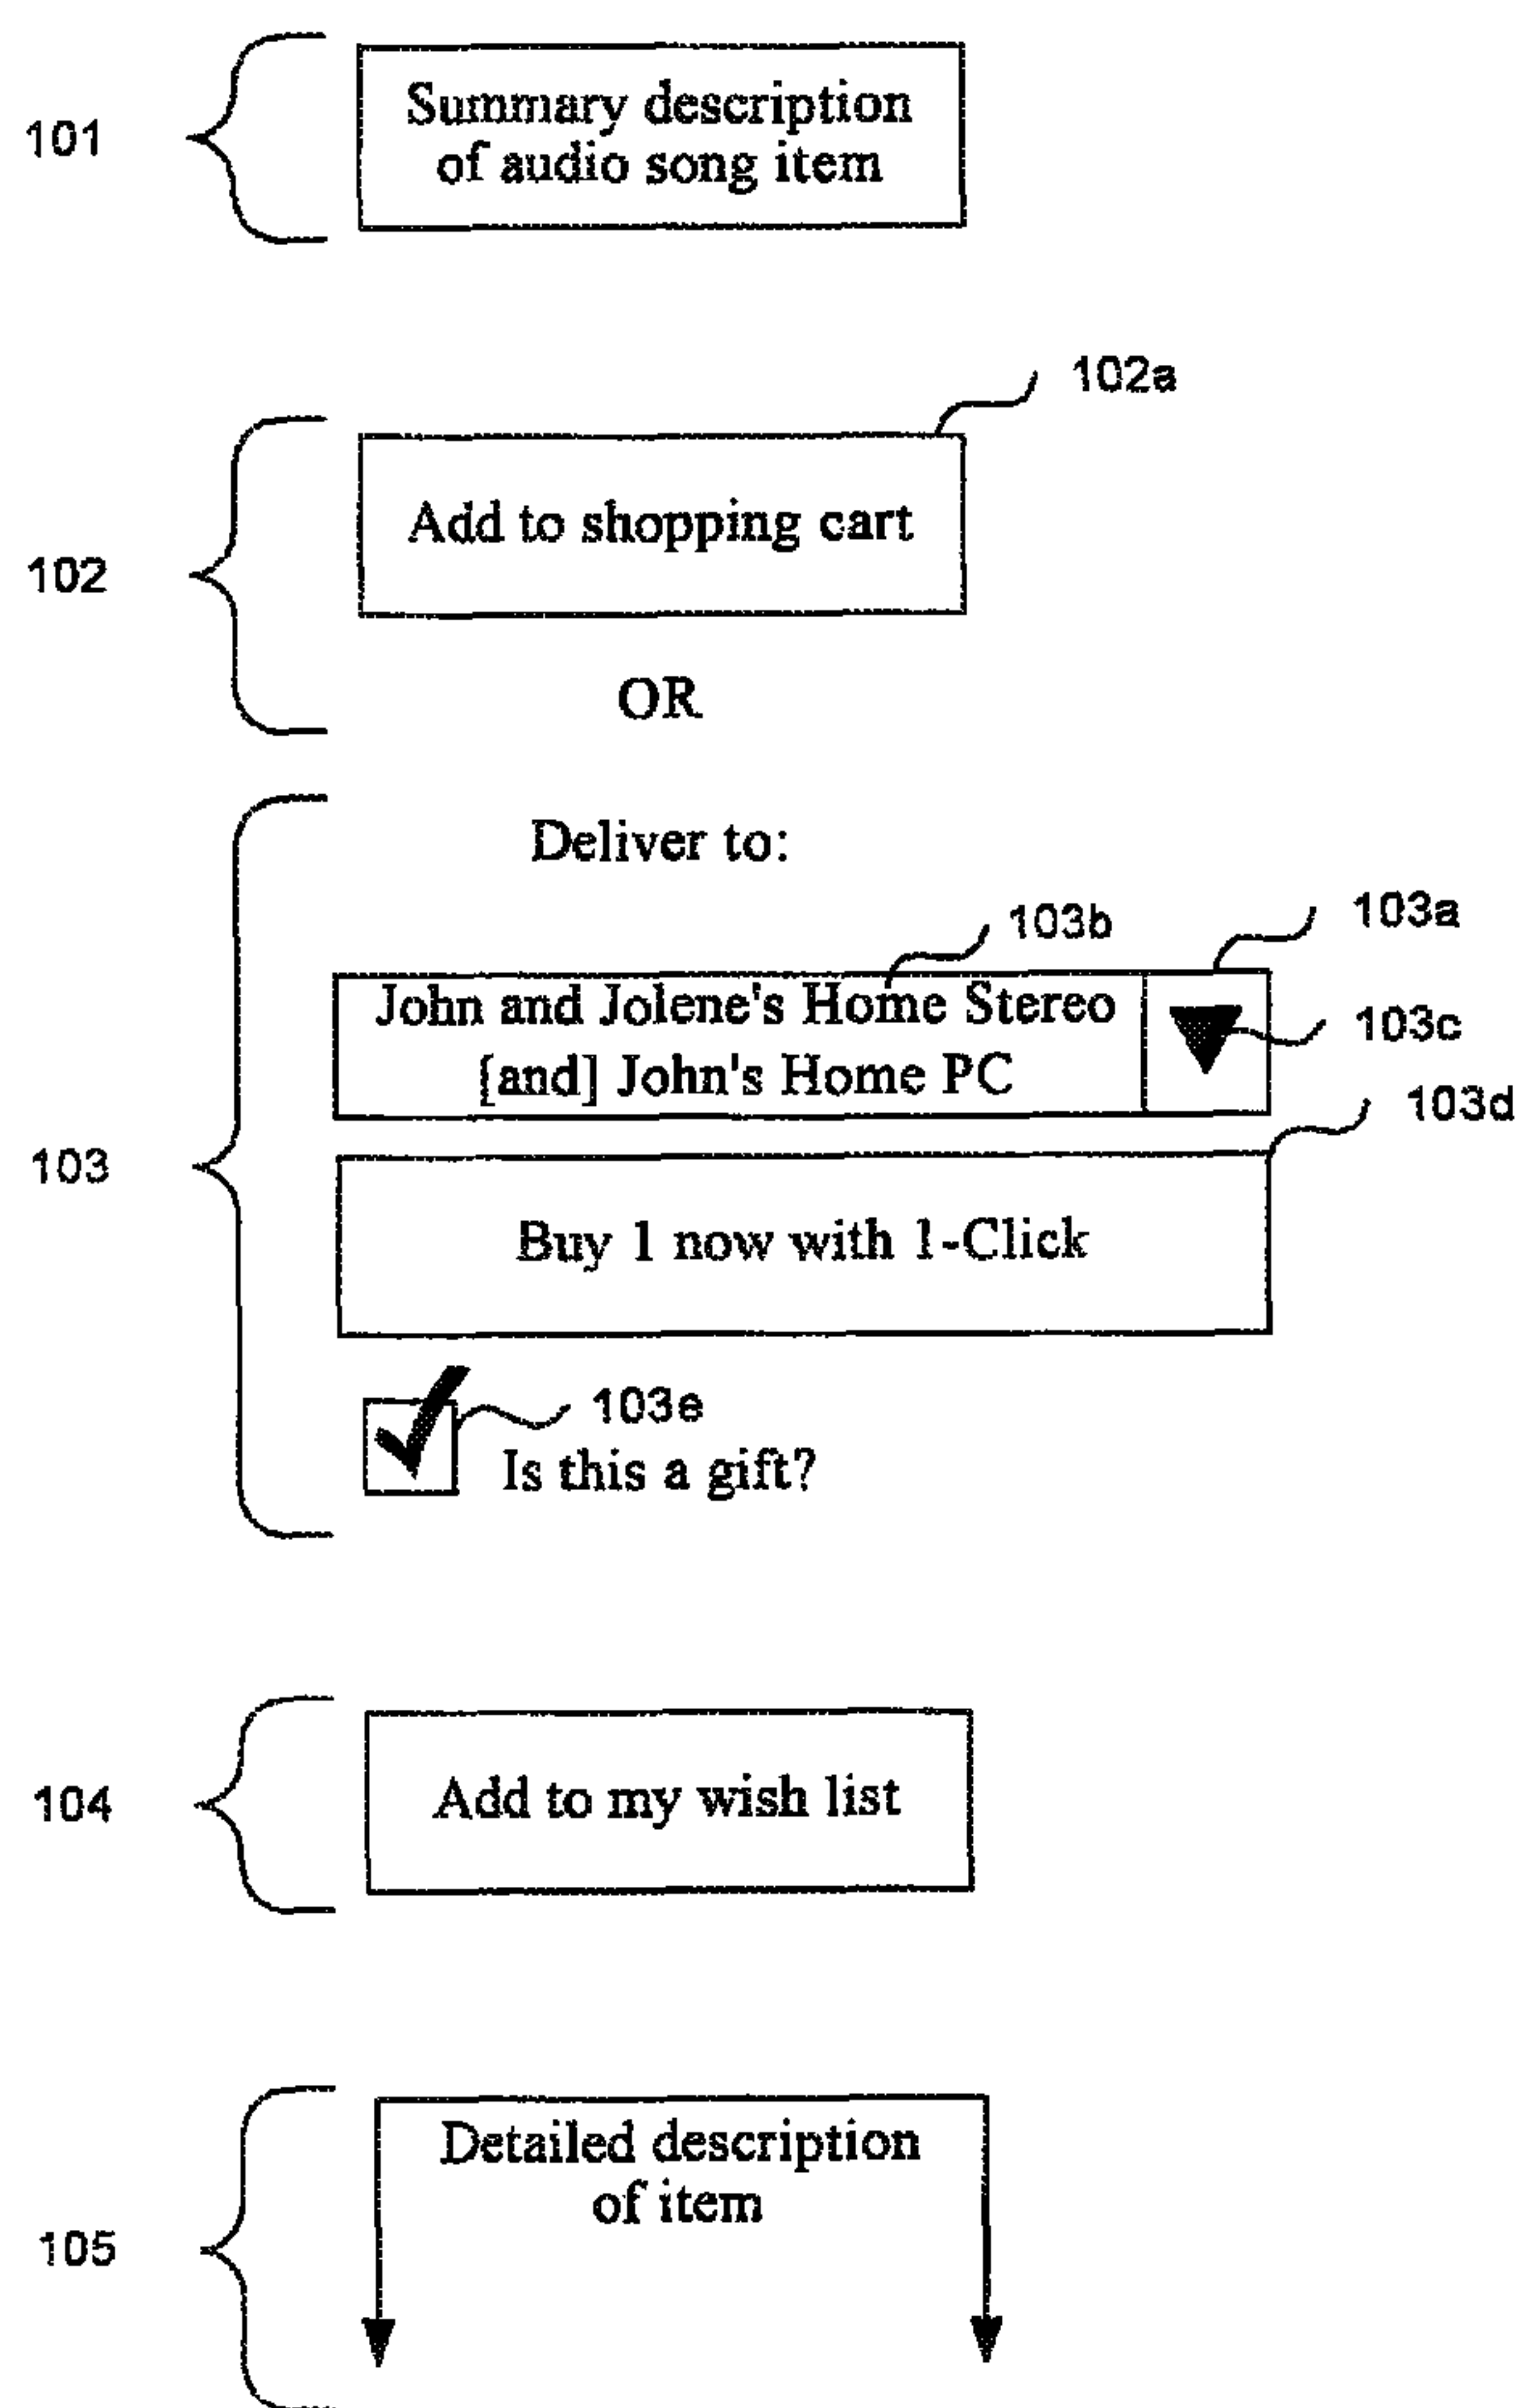 101
Summary description
of audio song item
102a
102
Add to shopping cart
OR
103
Deliver to:
103b
103a
John and Jolene's Home Stereo
[and] John's Home PC
103c
103d
Buy 1 now with 1-Click
103e
Is this a gift?
104
Add to my wish list
105
Detailed description
of item